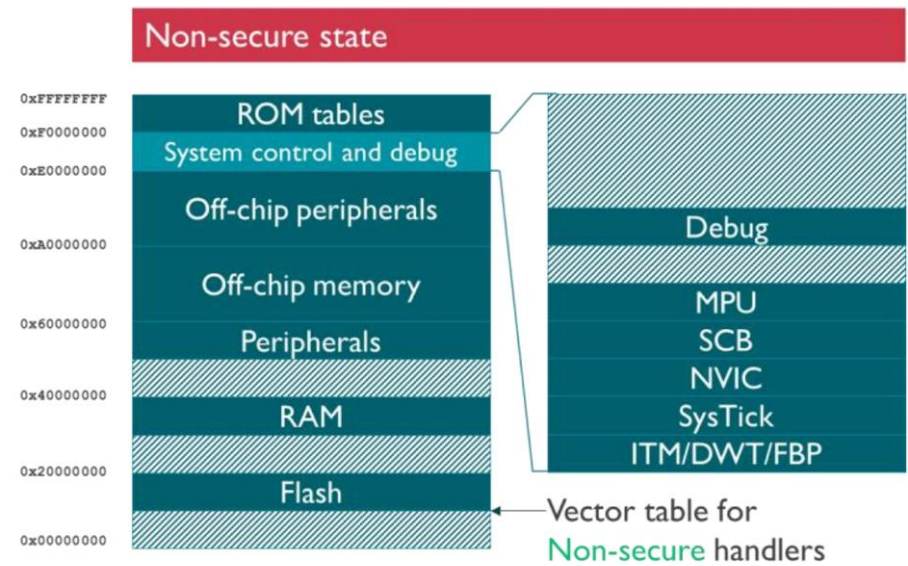 Non-secure state
0xFFFFFFFF
ROM tables
0xF0000000
System control and debug
0xE0000000
Off-chip peripherals
0xA0000000
Off-chip memory
0x60000000
Peripherals
0x40000000
RAM
0x20000000
Flash
0x00000000
Debug
MPU
SCB
NVIC
SysTick
ITM/DWT/FBP
Vector table for
Non-secure handlers